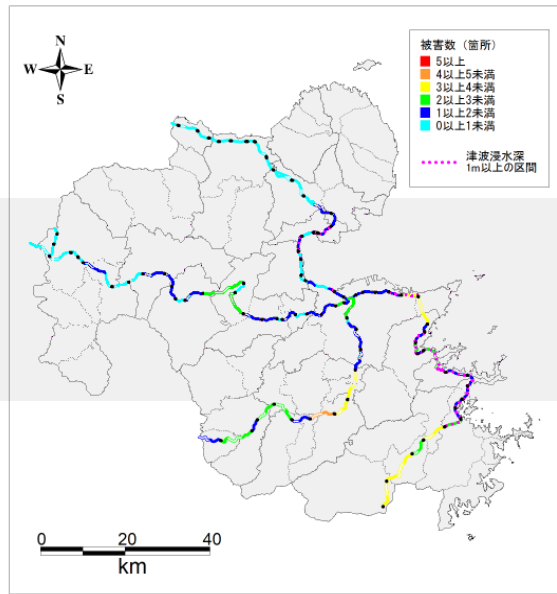 N
W E
S
被害数（箇所）
5以上
4以上5未満
3以上4未満
2以上3未満
1以上2未満
0以上1未満
津波浸水深
1m以上の区間
0 20 40
km